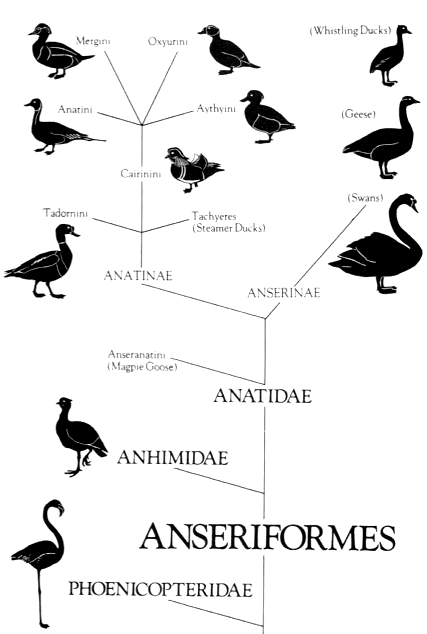 Mergini
Oxyurini
(Whistling Ducks)
Anatini
Aythyini
(Geese)
Cairinini
(Swans)
Tadornini
Tachyeres
(Steamer Ducks)
ANATINAE
ANSERINAE
Anseranatini
(Magpie Goose)
ANATIDAE
ANHIMIDAE
ANSERIFORMES
PHOENICOPTERIDAE